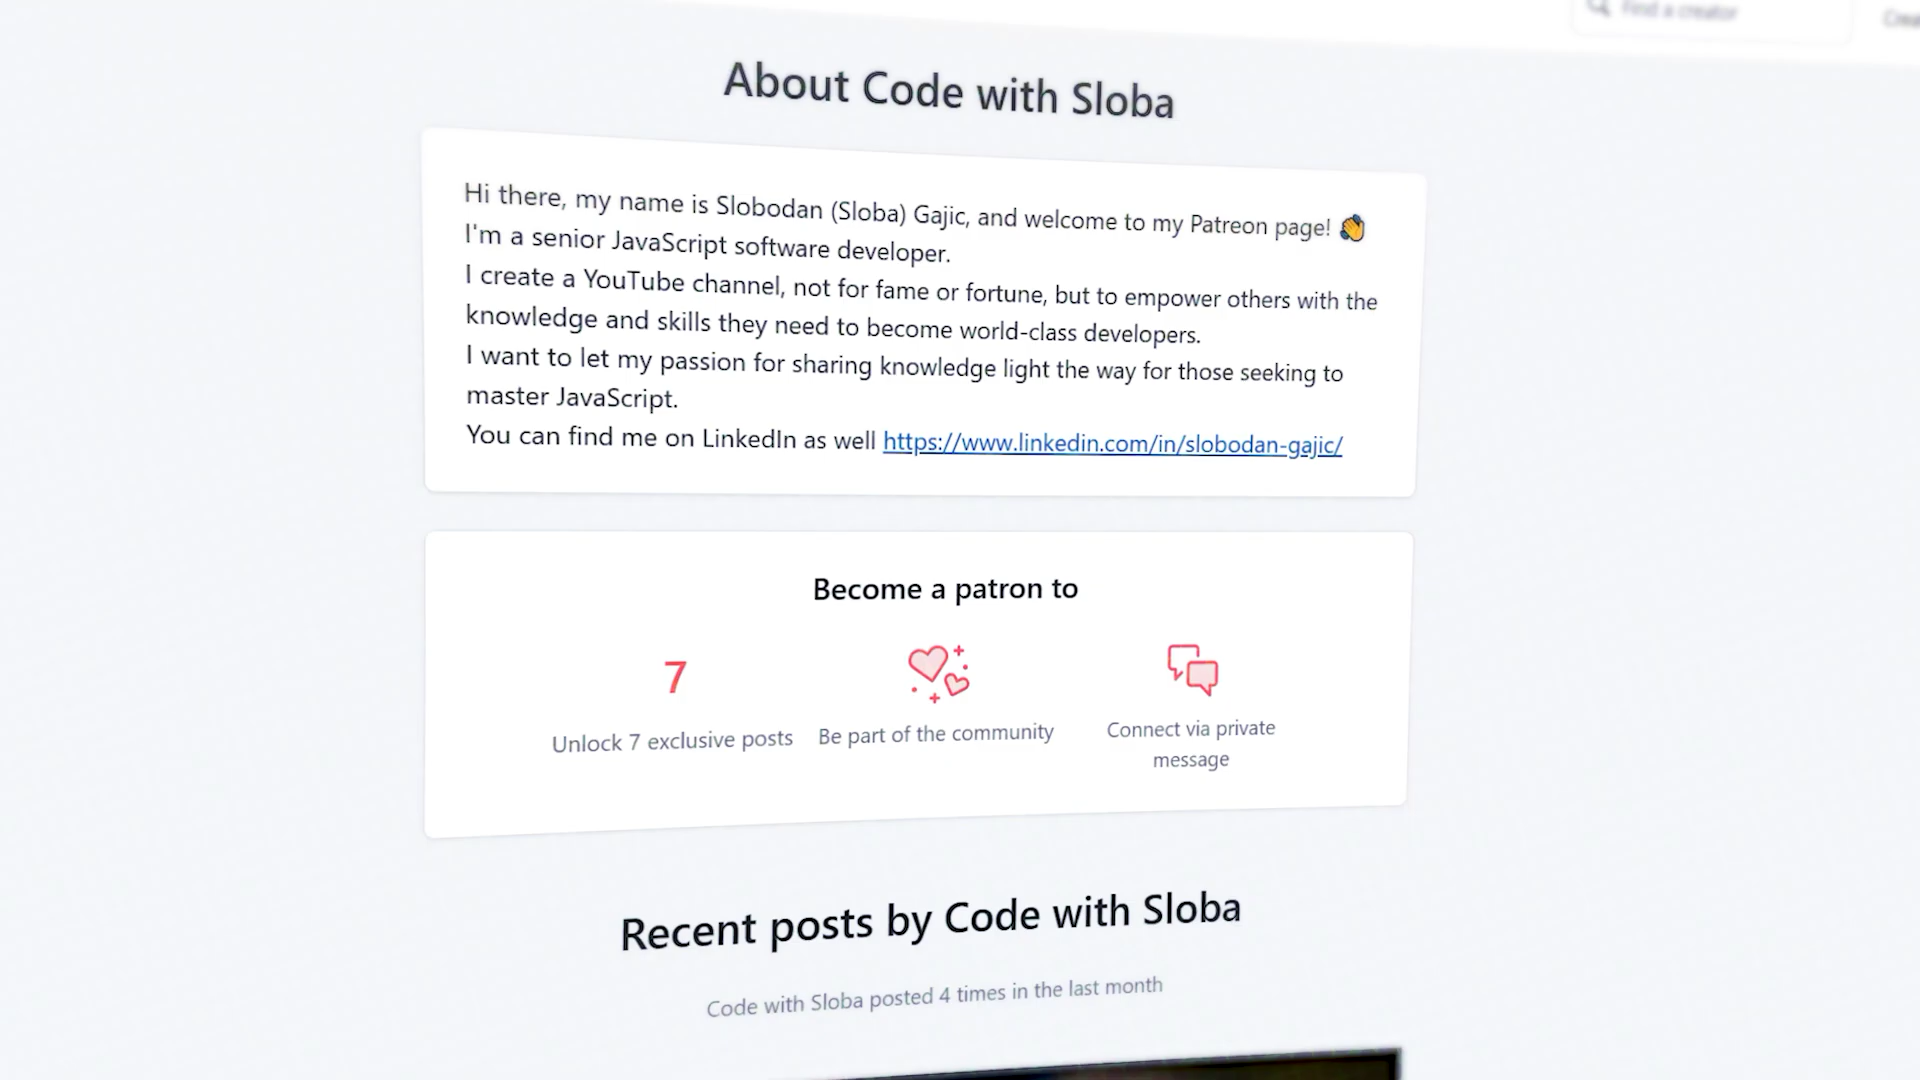 Find a creator
About Code with Sloba
Hi there, my name is Slobodan (Sloba) Gajic, and welcome to my Patreon page! 👋
I'm a senior JavaScript software developer.
I create a YouTube channel, not for fame or fortune, but to empower others with the
knowledge and skills they need to become world-class developers.
I want to let my passion for sharing knowledge light the way for those seeking to
master JavaScript.
You can find me on LinkedIn as well https://www.linkedin.com/in/slobodan-gajic/
Become a patron to
7
Unlock 7 exclusive posts
Be part of the community
Connect via private
message
Recent posts by Code with Sloba
Code with Sloba posted 4 times in the last month